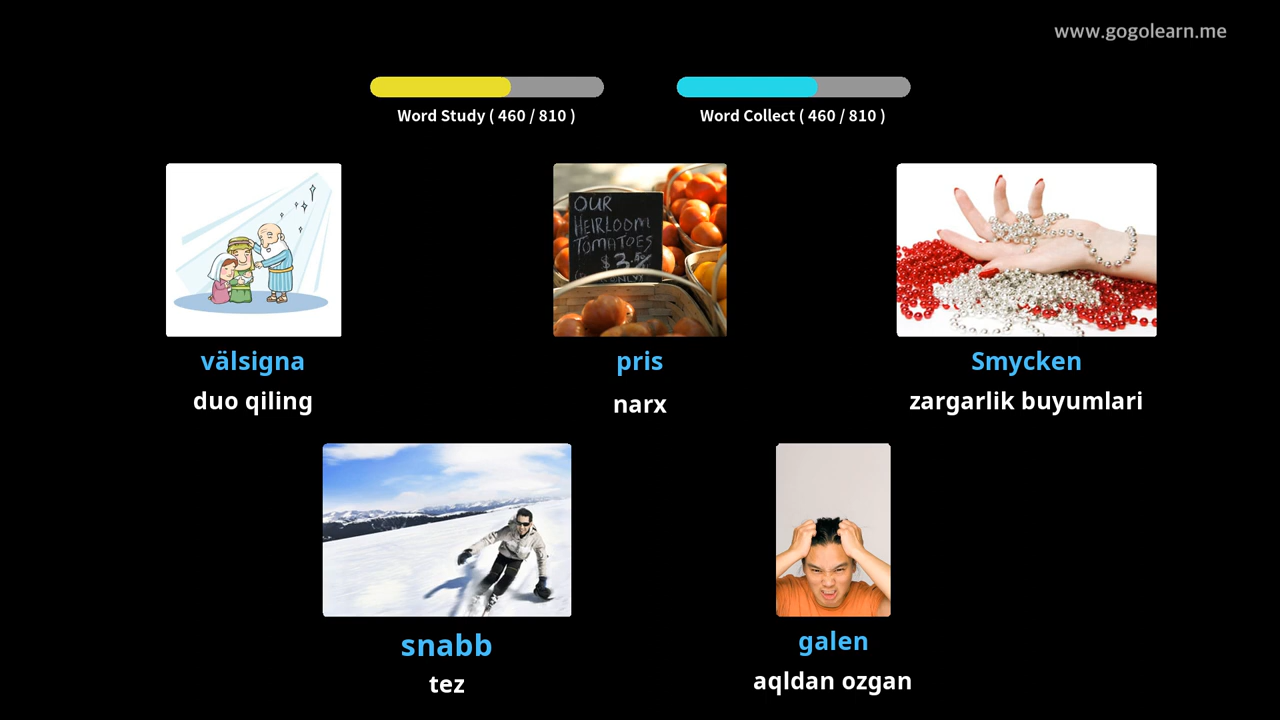 www.gogolearn.me
Word Study ( 460 / 810 )
Word Collect ( 460 / 810 )
OUR
HEIRLOOM
TOMATOES
$3.
välsigna
duo qiling
pris
narx
Smycken
zargarlik buyumlari
snabb
tez
galen
aqldan ozgan